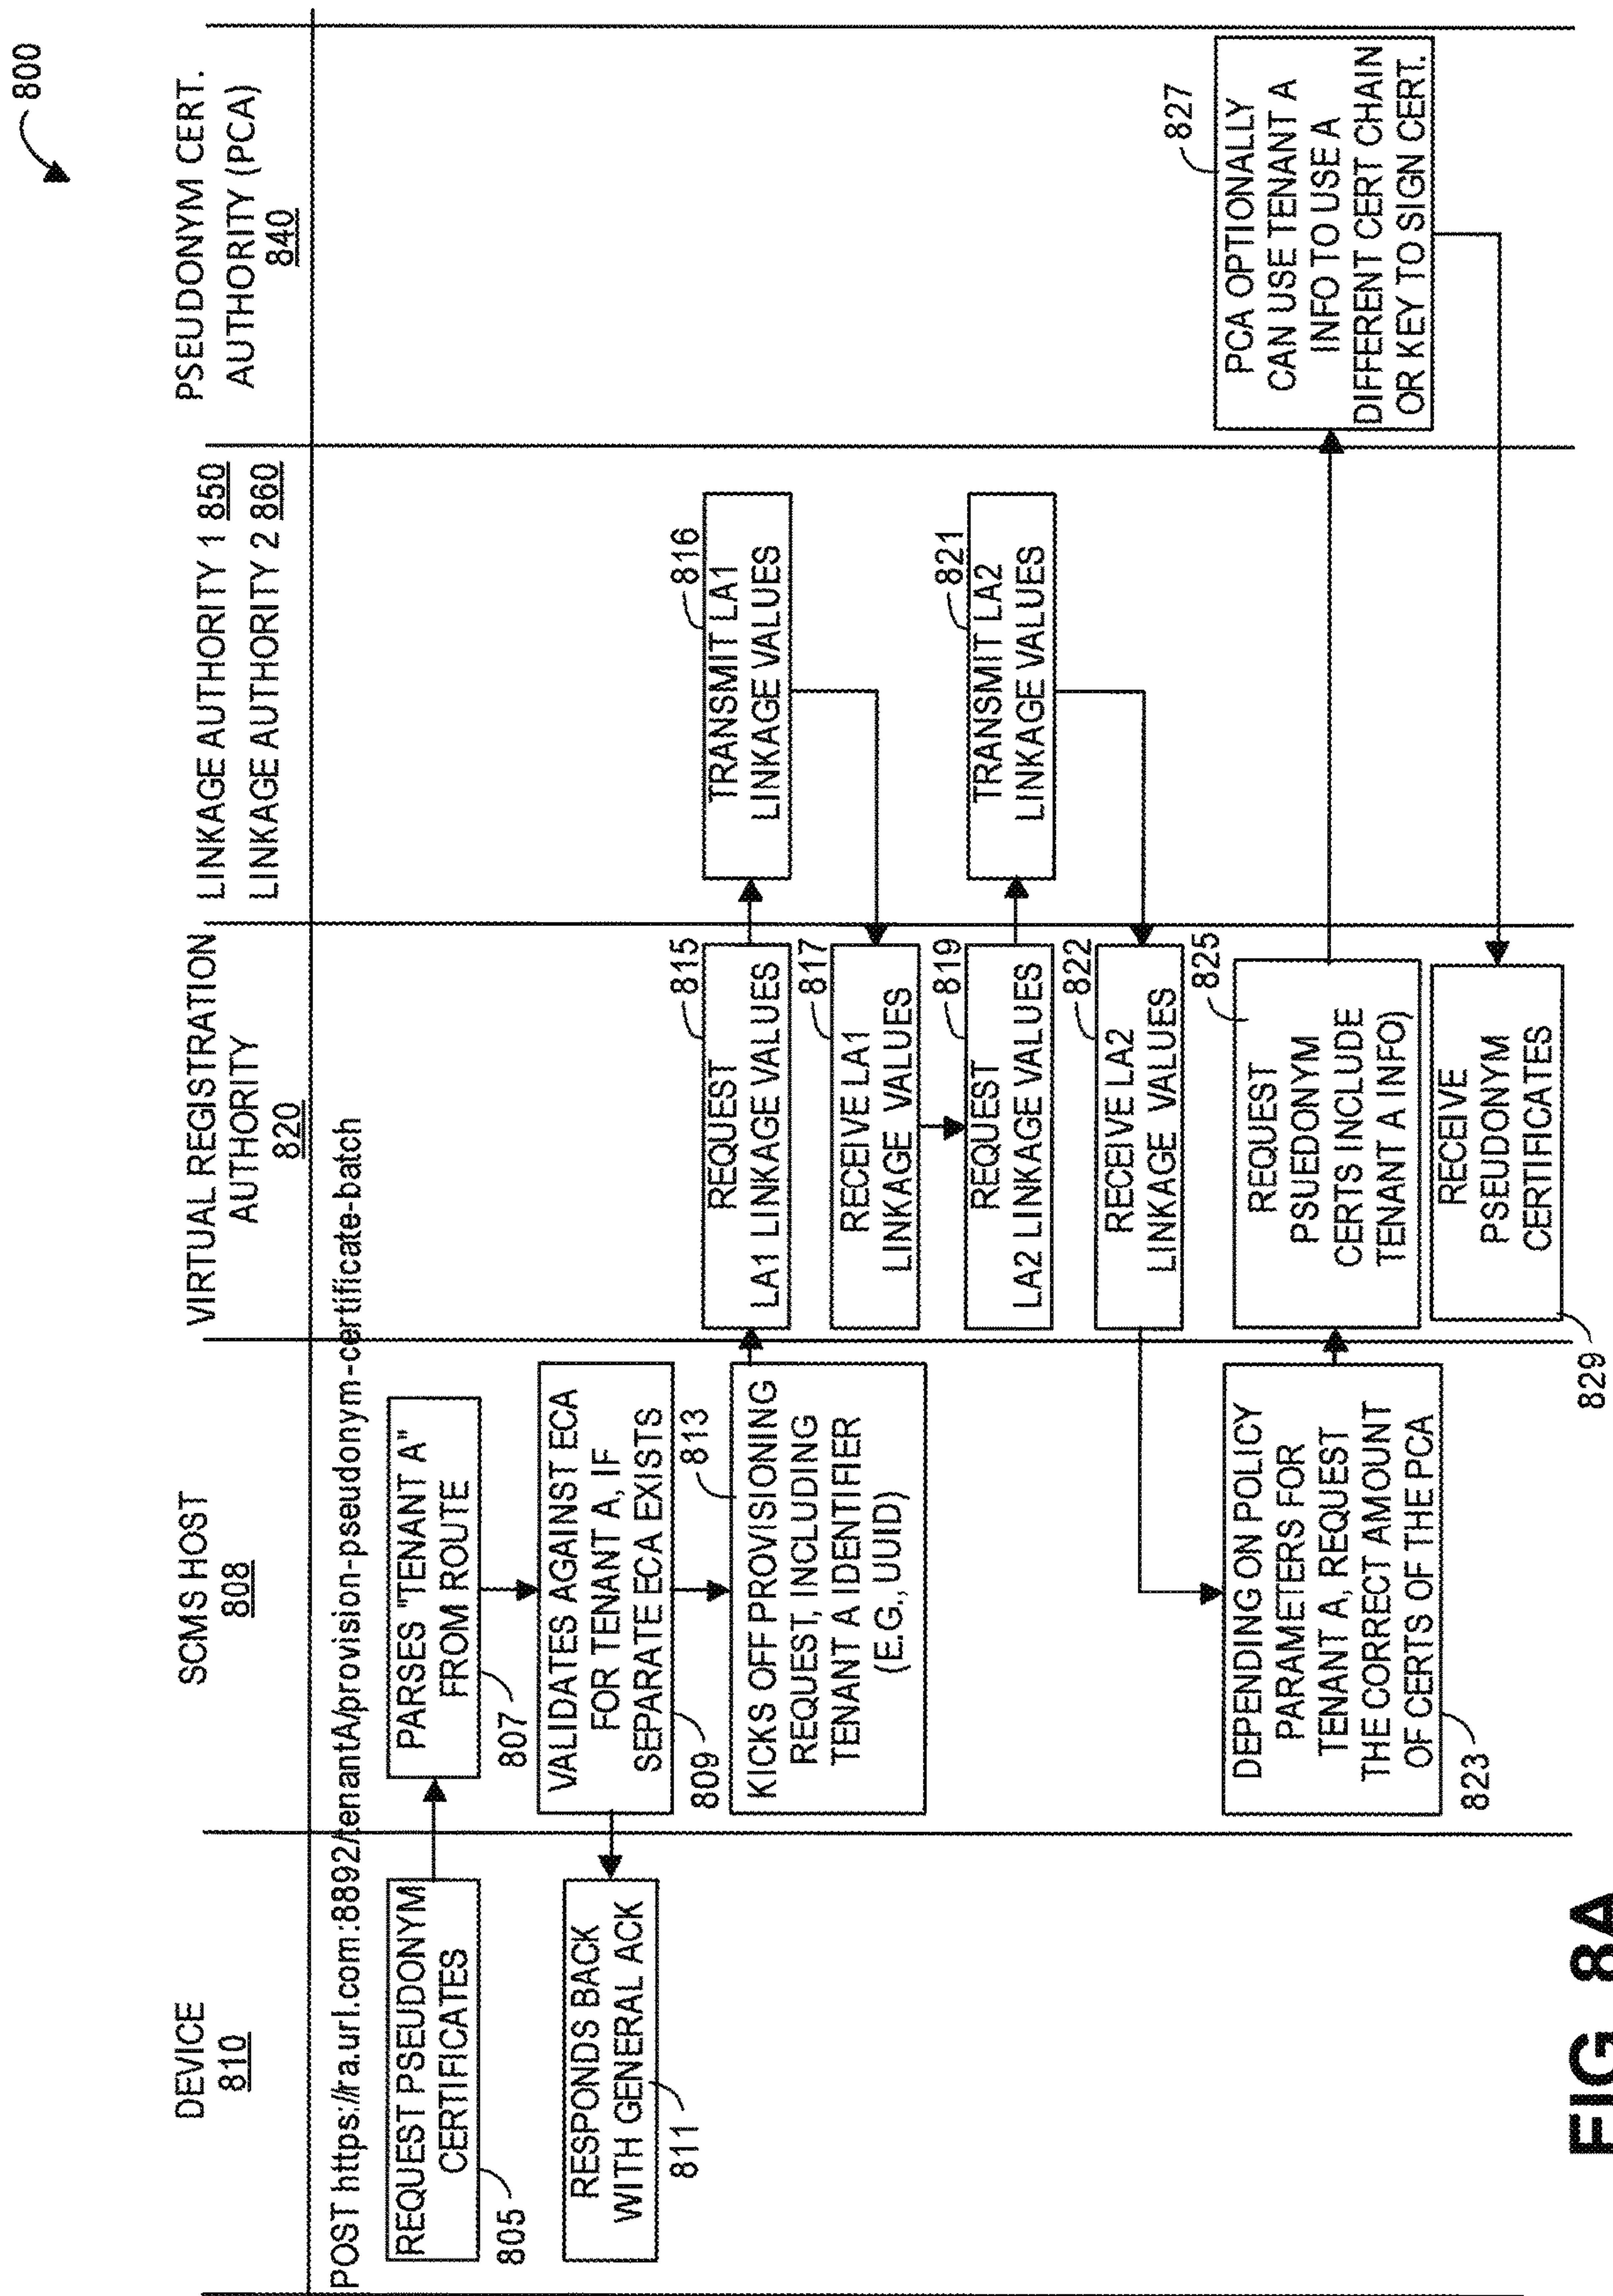 800
DEVICE
810
SCMS HOST
808
VIRTUAL REGISTRATION
AUTHORITY
820
LINKAGE AUTHORITY 1 850
LINKAGE AUTHORITY 2 860
PSEUDONYM CERT.
AUTHORITY (PCA)
840
POST https://ra.url.com:8892/tenantA/provision-pseudonym-certificate-batch
REQUEST PSEUDONYM
CERTIFICATES
805
PARSES "TENANT A"
FROM ROUTE
807
VALIDATES AGAINST ECA
FOR TENANT A, IF
SEPARATE ECA EXISTS
809
RESPONDS BACK
WITH GENERAL ACK
811
KICKS OFF PROVISIONING
REQUEST, INCLUDING
TENANT A IDENTIFIER
(E.G., UUID)
813
REQUEST
LA1 LINKAGE VALUES
815
TRANSMIT LA1
LINKAGE VALUES
816
RECEIVE LA1
LINKAGE VALUES
817
REQUEST
LA2 LINKAGE VALUES
819
TRANSMIT LA2
LINKAGE VALUES
821
RECEIVE LA2
LINKAGE VALUES
822
DEPENDING ON POLICY
PARAMETERS FOR
TENANT A, REQUEST
THE CORRECT AMOUNT
OF CERTS OF THE PCA
823
REQUEST
PSUEDONYM
CERTS INCLUDE
TENANT A INFO)
825
PCA OPTIONALLY
CAN USE TENANT A
INFO TO USE A
DIFFERENT CERT CHAIN
OR KEY TO SIGN CERT.
827
RECEIVE
PSEUDONYM
CERTIFICATES
829
FIG. 8A